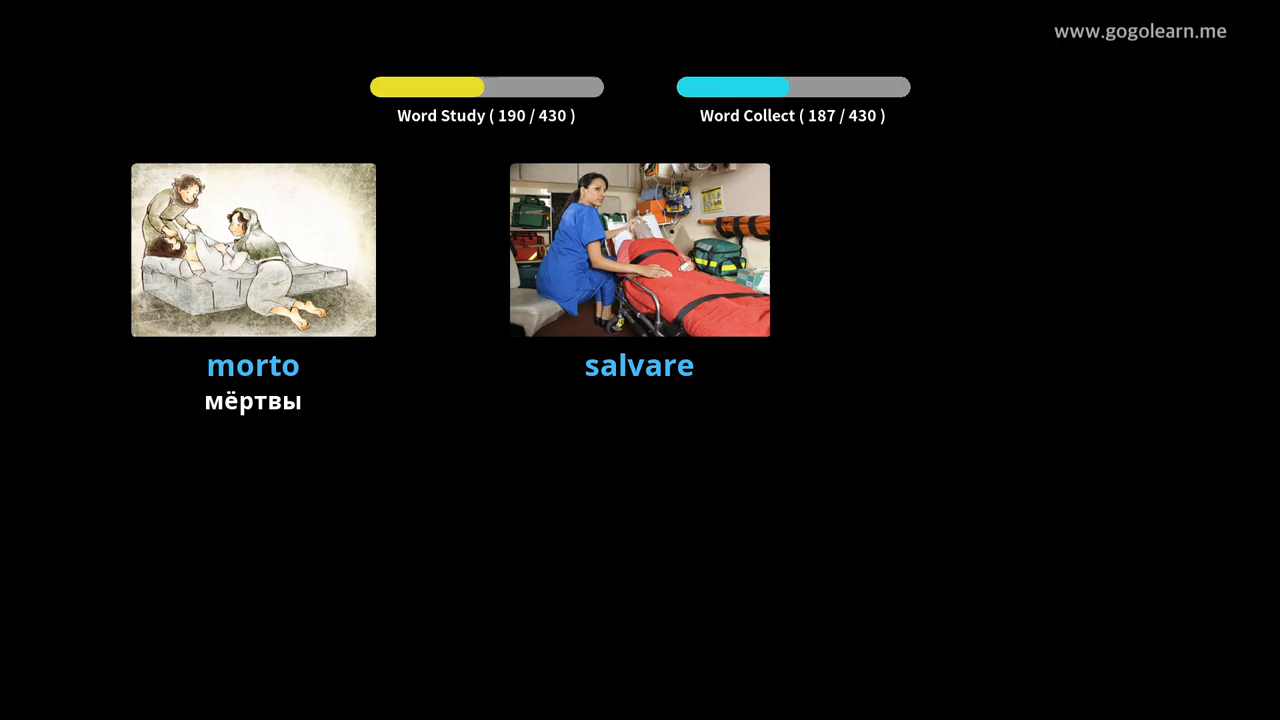 www.gogolearn.me
Word Study ( 190 / 430 )
Word Collect ( 187 / 430 )
morto
salvare
мёртвы